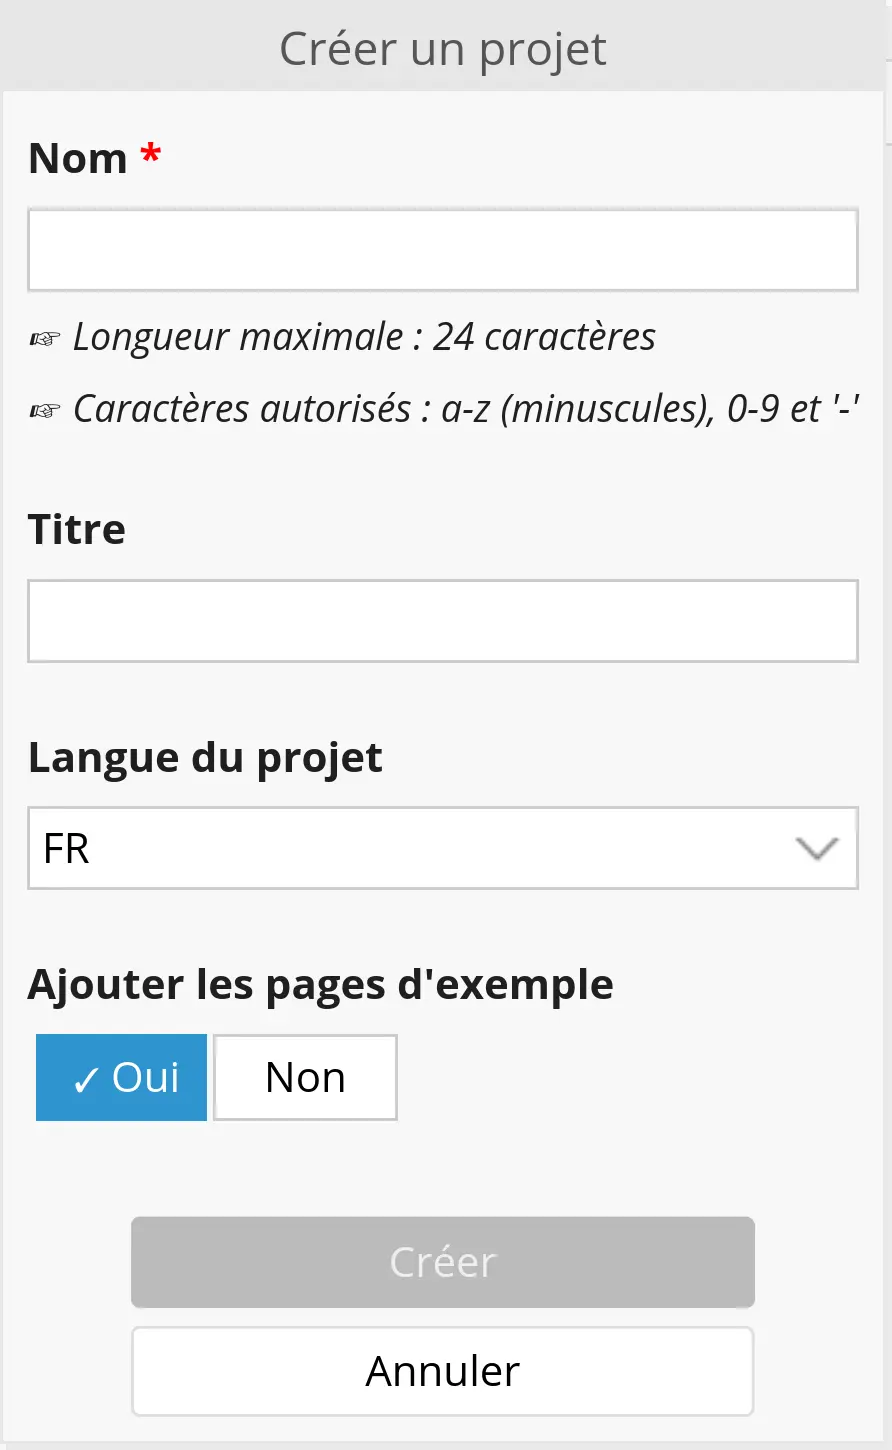 Créer un projet
Nom *
☞ Longueur maximale : 24 caractères
☞ Caractères autorisés : a-z (minuscules), 0-9 et '-'
Titre
Langue du projet
FR
Ajouter les pages d'exemple
✓ Oui Non
Créer
Annuler